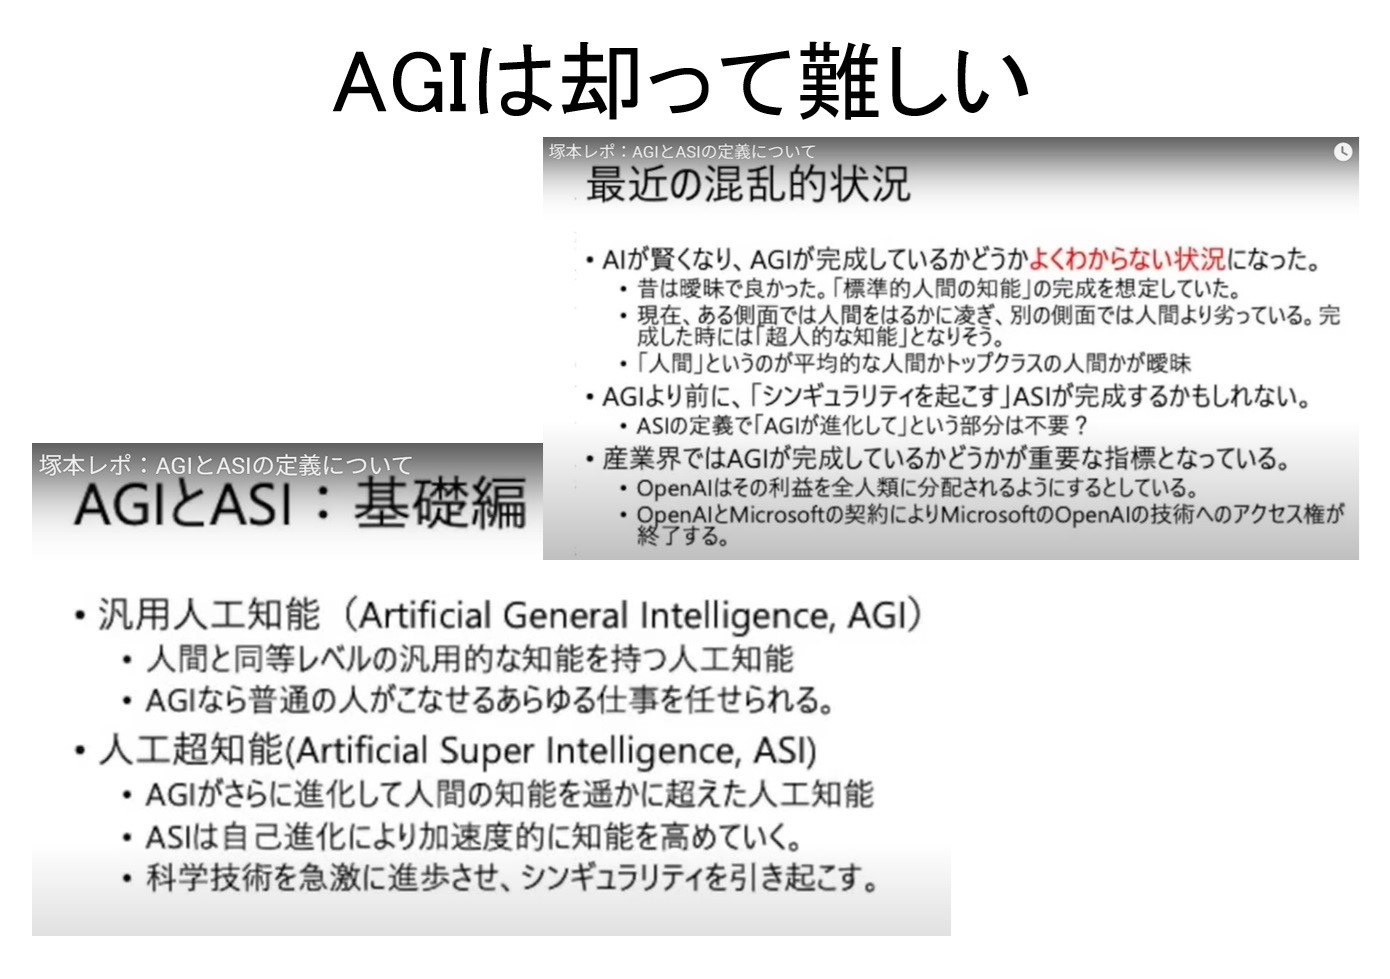 AGIは却って難しい
塚本レポ：AGIとASIの定義について
最近の混乱的状況
• AIが賢くなり、AGIが完成しているかどうかよくわからない状況になった。
• 昔は曖昧で良かった。「標準的人間の知能」の完成を想定していた。
• 現在、ある側面では人間をはるかに凌ぎ、別の側面では人間より劣っている。完
成した時には「超人的な知能」となりそう。
• 「人間」というのが平均的な人間かトップクラスの人間かが曖昧
• AGIより前に、「シンギュラリティを起こす」ASIが完成するかもしれない。
• ASIの定義で「AGIが進化して」という部分は不要？
• 産業界ではAGIが完成しているかどうかが重要な指標となっている。
• OpenAIはその利益を全人類に分配されるようにするとしている。
• OpenAIとMicrosoftの契約によりMicrosoftのOpenAIの技術へのアクセス権が
終了する。
塚本レポ：AGIとASIの定義について
AGIとASI：基礎編
• 汎用人工知能（Artificial General Intelligence, AGI）
• 人間と同等レベルの汎用的な知能を持つ人工知能
• AGIなら普通の人がこなせるあらゆる仕事を任せられる。
• 人工超知能(Artificial Super Intelligence, ASI)
• AGIがさらに進化して人間の知能を遥かに超えた人工知能
• ASIは自己進化により加速度的に知能を高めていく。
• 科学技術を急激に進歩させ、シンギュラリティを引き起こす。